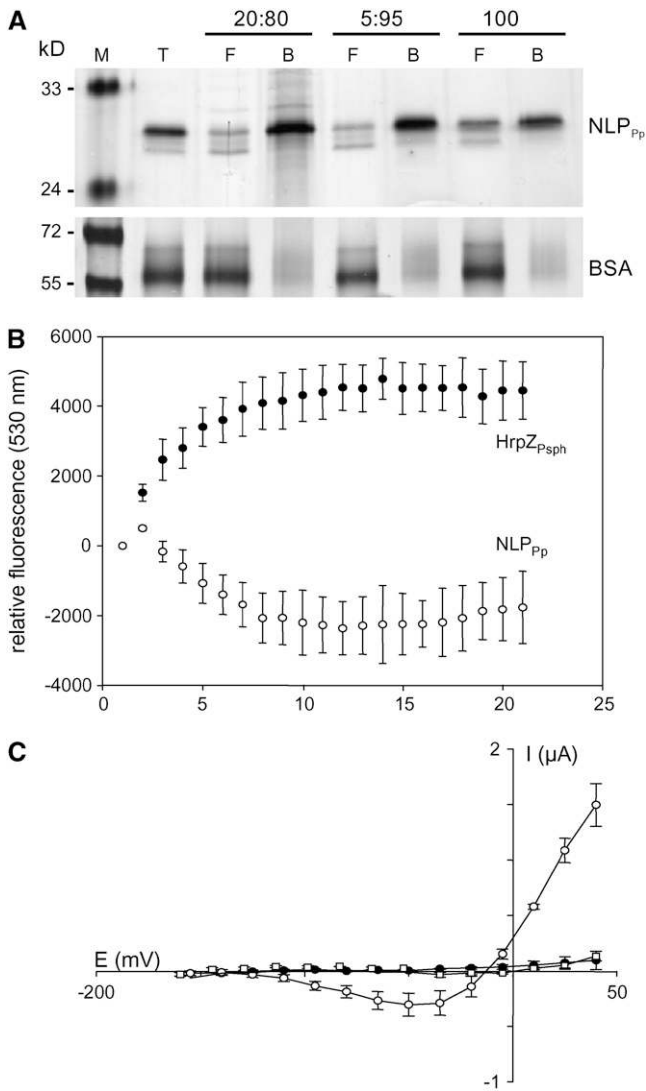 A
20:80 5:95 100
kD M T F B F B F B
33
NLPPp
24
72
BSA
55
B
6000
4000
2000
0
-2000
-4000
relative fluorescence (530 nm)
HrpZPsph
NLPPp
0 5 10 15 20 25
C
2 I (µA)
E (mV)
-200 50
-1